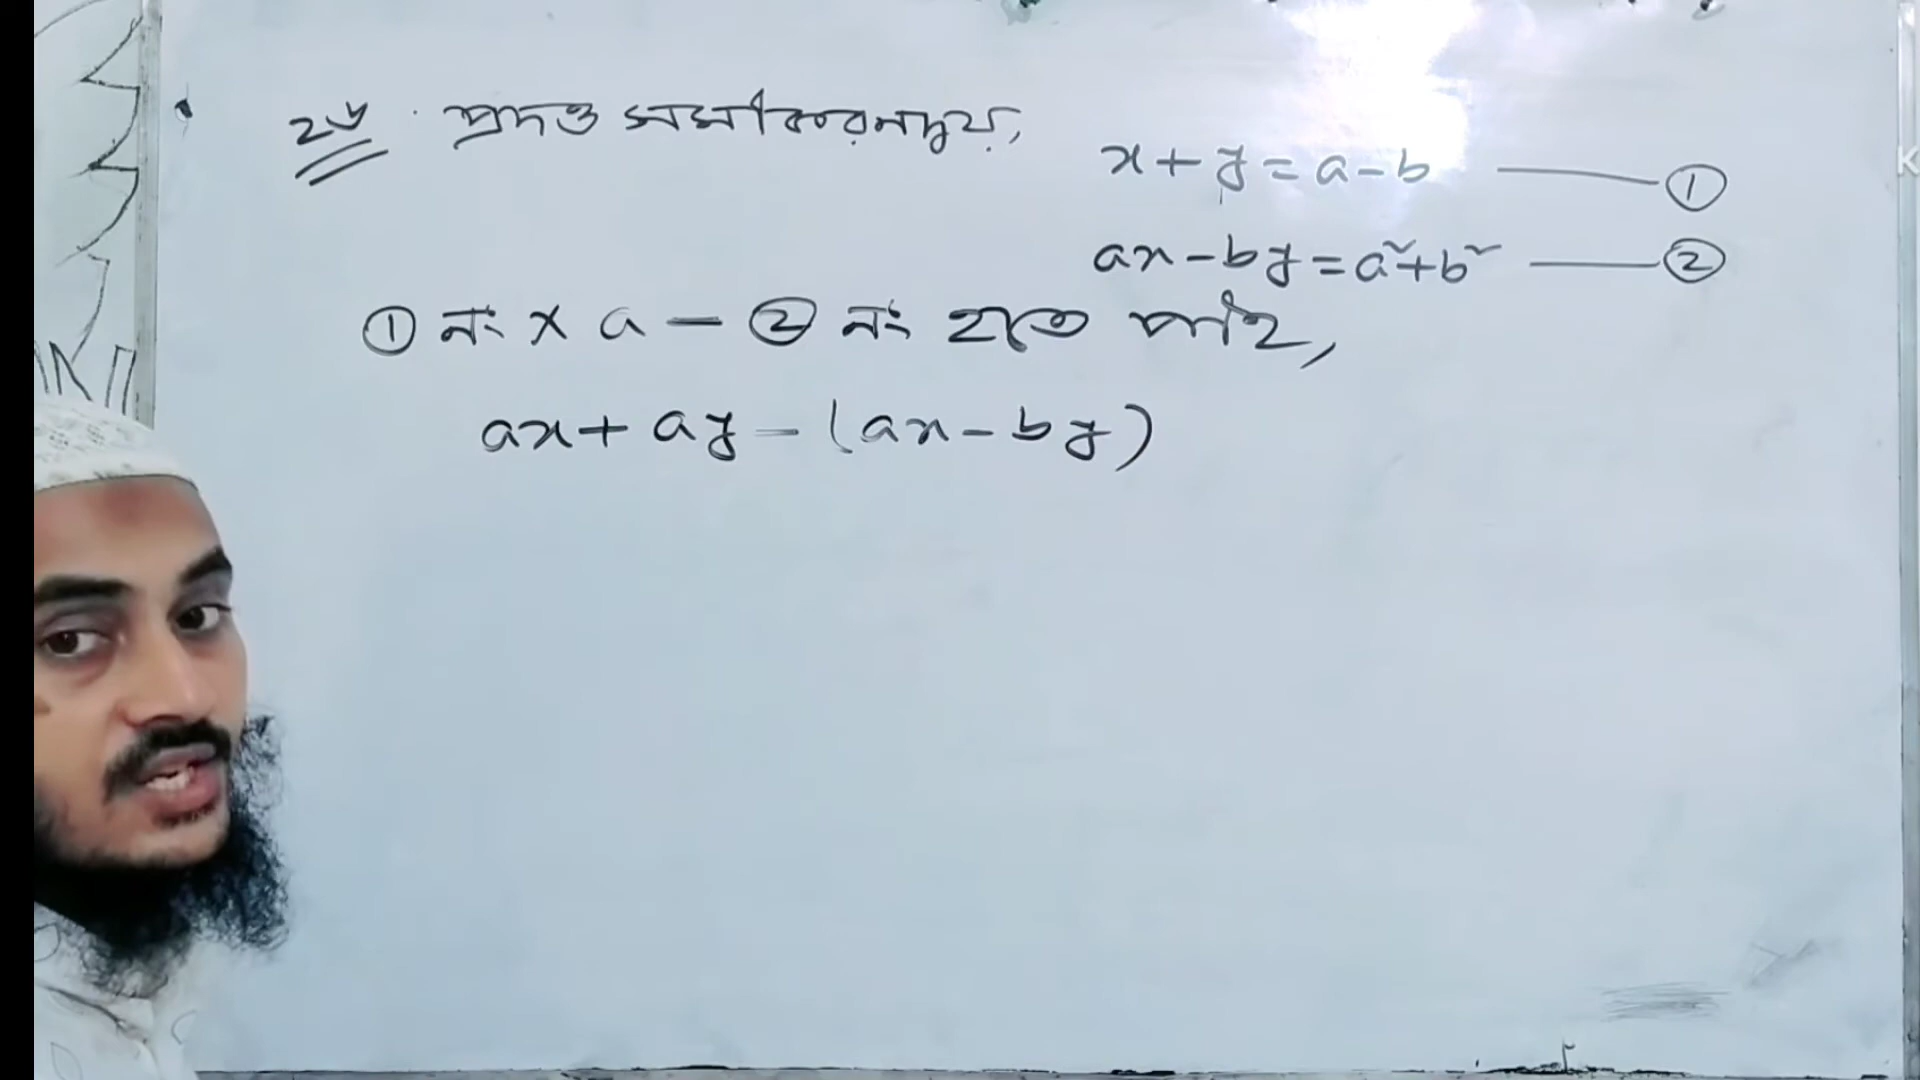 ২৬. প্রদত্ত সমীকরণদ্বয়,
x + y = a - b —— ①
ax - by = a² + b² —— ②
① নং × a - ② নং হতে পাই,
ax + ay - (ax - by)